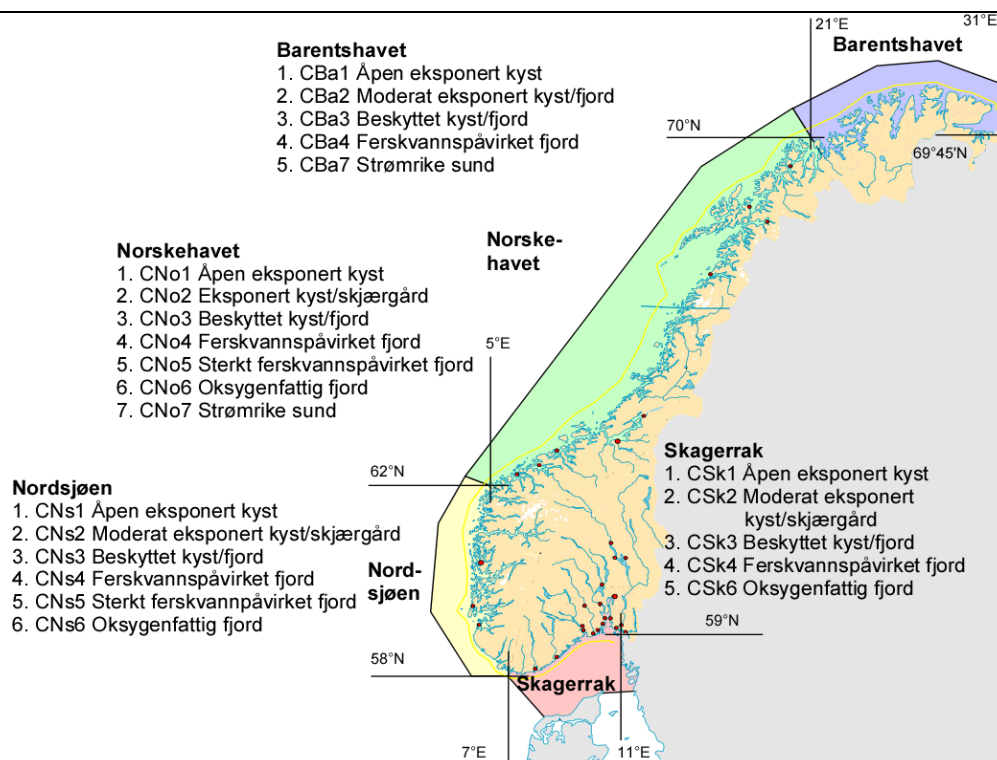 21°E
31°E
Barentshavet
Barentshavet
1. CBa1 Åpen eksponert kyst
2. CBa2 Moderat eksponert kyst/fjord
3. CBa3 Beskyttet kyst/fjord
4. CBa4 Ferskvannspåvirket fjord
5. CBa7 Strømrike sund
70°N
69°45'N
Norskehavet
1. CNo1 Åpen eksponert kyst
2. CNo2 Eksponert kyst/skjærgård
3. CNo3 Beskyttet kyst/fjord
4. CNo4 Ferskvannspåvirket fjord
5. CNo5 Sterkt ferskvannspåvirket fjord
6. CNo6 Oksygenfattig fjord
7. CNo7 Strømrike sund
Norske-
havet
5°E
62°N
Nordsjøen
1. CNs1 Åpen eksponert kyst
2. CNs2 Moderat eksponert kyst/skjærgård
3. CNs3 Beskyttet kyst/fjord
4. CNs4 Ferskvannspåvirket fjord
5. CNs5 Sterkt ferskvannpåvirket fjord
6. CNs6 Oksygenfattig fjord
Nord-
sjøen
Skagerrak
1. CSk1 Åpen eksponert kyst
2. CSk2 Moderat eksponert
kyst/skjærgård
3. CSk3 Beskyttet kyst/fjord
4. CSk4 Ferskvannspåvirket fjord
5. CSk6 Oksygenfattig fjord
59°N
58°N
Skagerrak
7°E
11°E